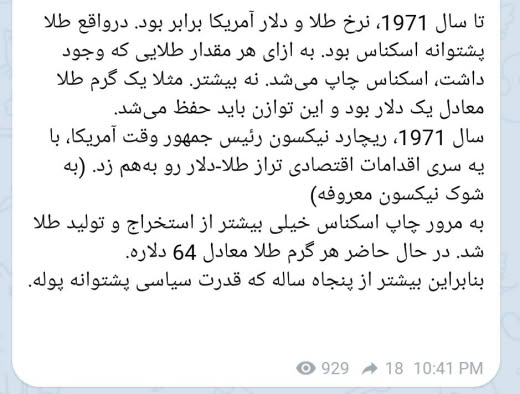 تا سال 1971، نرخ طلا و دلار آمریکا برابر بود. درواقع طلا
پشتوانه اسکناس بود. به ازای هر مقدار طلایی که وجود
داشت، اسکناس چاپ می‌شد. نه بیشتر. مثلا یک گرم طلا
معادل یک دلار بود و این توازن باید حفظ می‌شد.
سال 1971، ریچارد نیکسون رئیس جمهور وقت آمریکا، با
یه سری اقدامات اقتصادی تراز طلا-دلار رو به‌هم زد. (به
شوک نیکسون معروفه)
به مرور چاپ اسکناس خیلی بیشتر از استخراج و تولید طلا
شد. در حال حاضر هر گرم طلا معادل 64 دلاره.
بنابراین بیشتر از پنجاه ساله که قدرت سیاسی پشتوانه پوله.
929 18 10:41 PM